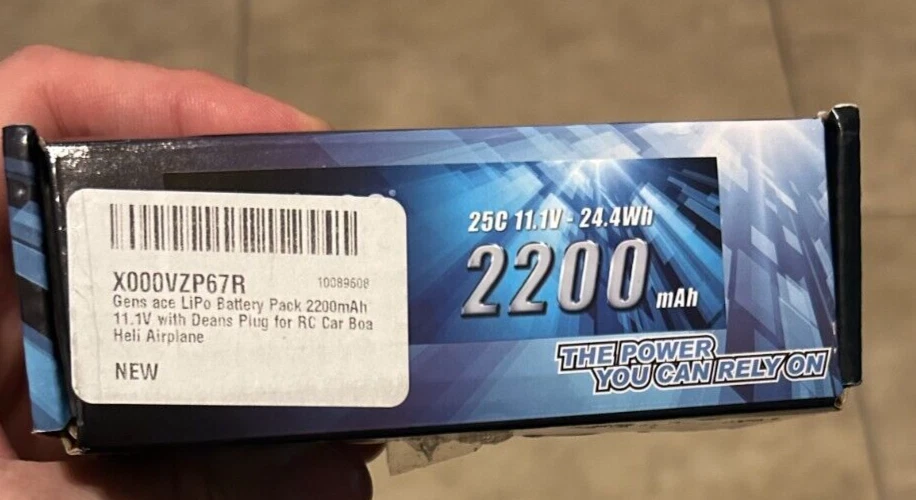 X000VZP67R
10089608
Gens ace LiPo Battery Pack 2200mAh
11.1V with Deans Plug for RC Car Boa
Heli Airplane
NEW
25C 11.1V - 24.4Wh
2200 mAh
THE POWER
YOU CAN RELY ON